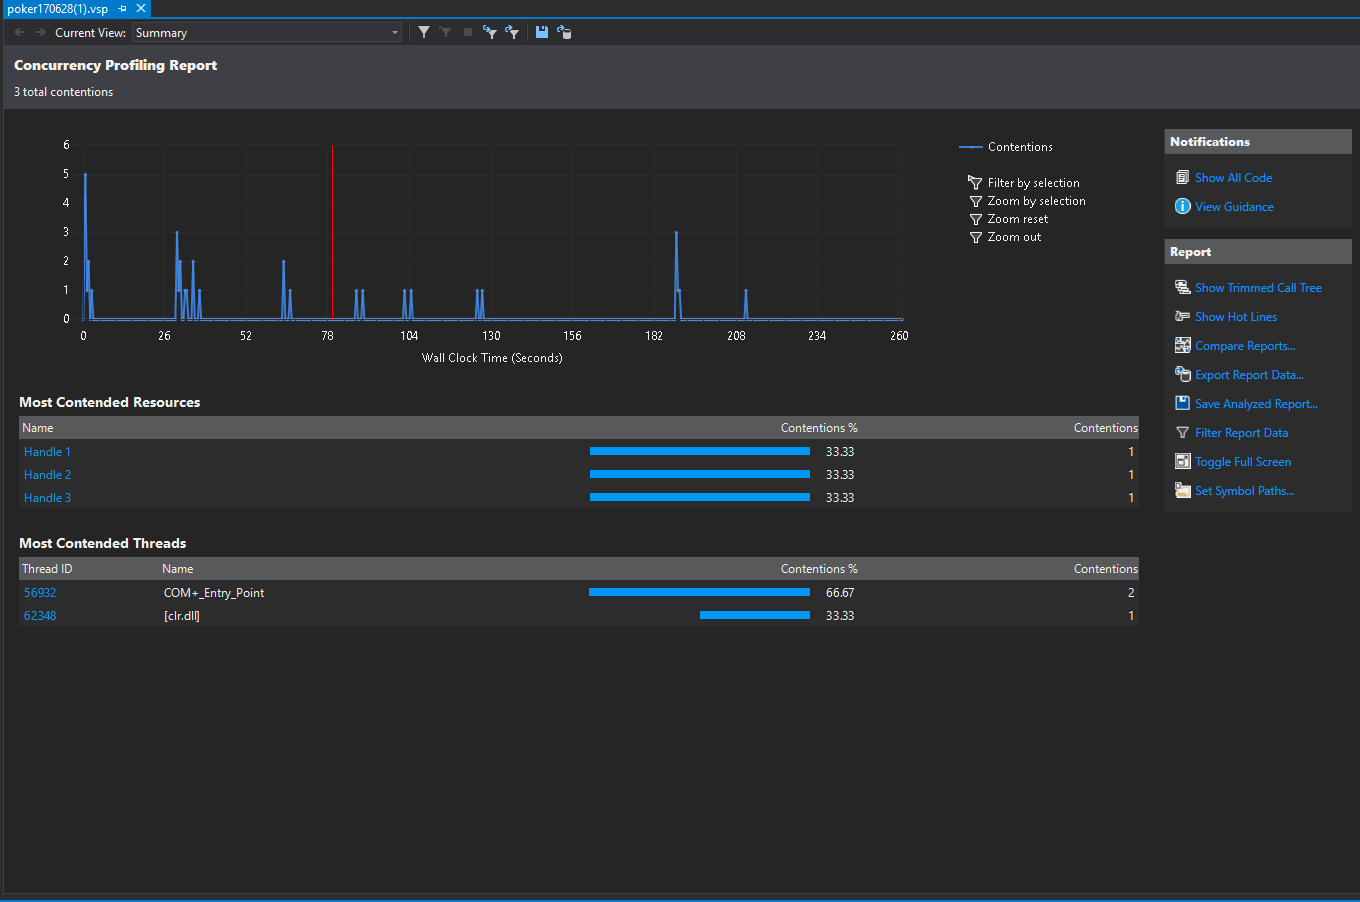 poker170628(1).vsp
Current View: Summary
Concurrency Profiling Report
3 total contentions
6
5
4
3
2
1
0
0 26 52 78 104 130 156 182 208 234 260
Wall Clock Time (Seconds)
Contentions
Filter by selection
Zoom by selection
Zoom reset
Zoom out
Most Contended Resources
Name Contentions % Contentions
Handle 1 33.33 1
Handle 2 33.33 1
Handle 3 33.33 1
Most Contended Threads
Thread ID Name Contentions % Contentions
56932 COM+_Entry_Point 66.67 2
62348 [clr.dll] 33.33 1
Notifications
Show All Code
View Guidance
Report
Show Trimmed Call Tree
Show Hot Lines
Compare Reports...
Export Report Data...
Save Analyzed Report...
Filter Report Data
Toggle Full Screen
Set Symbol Paths...